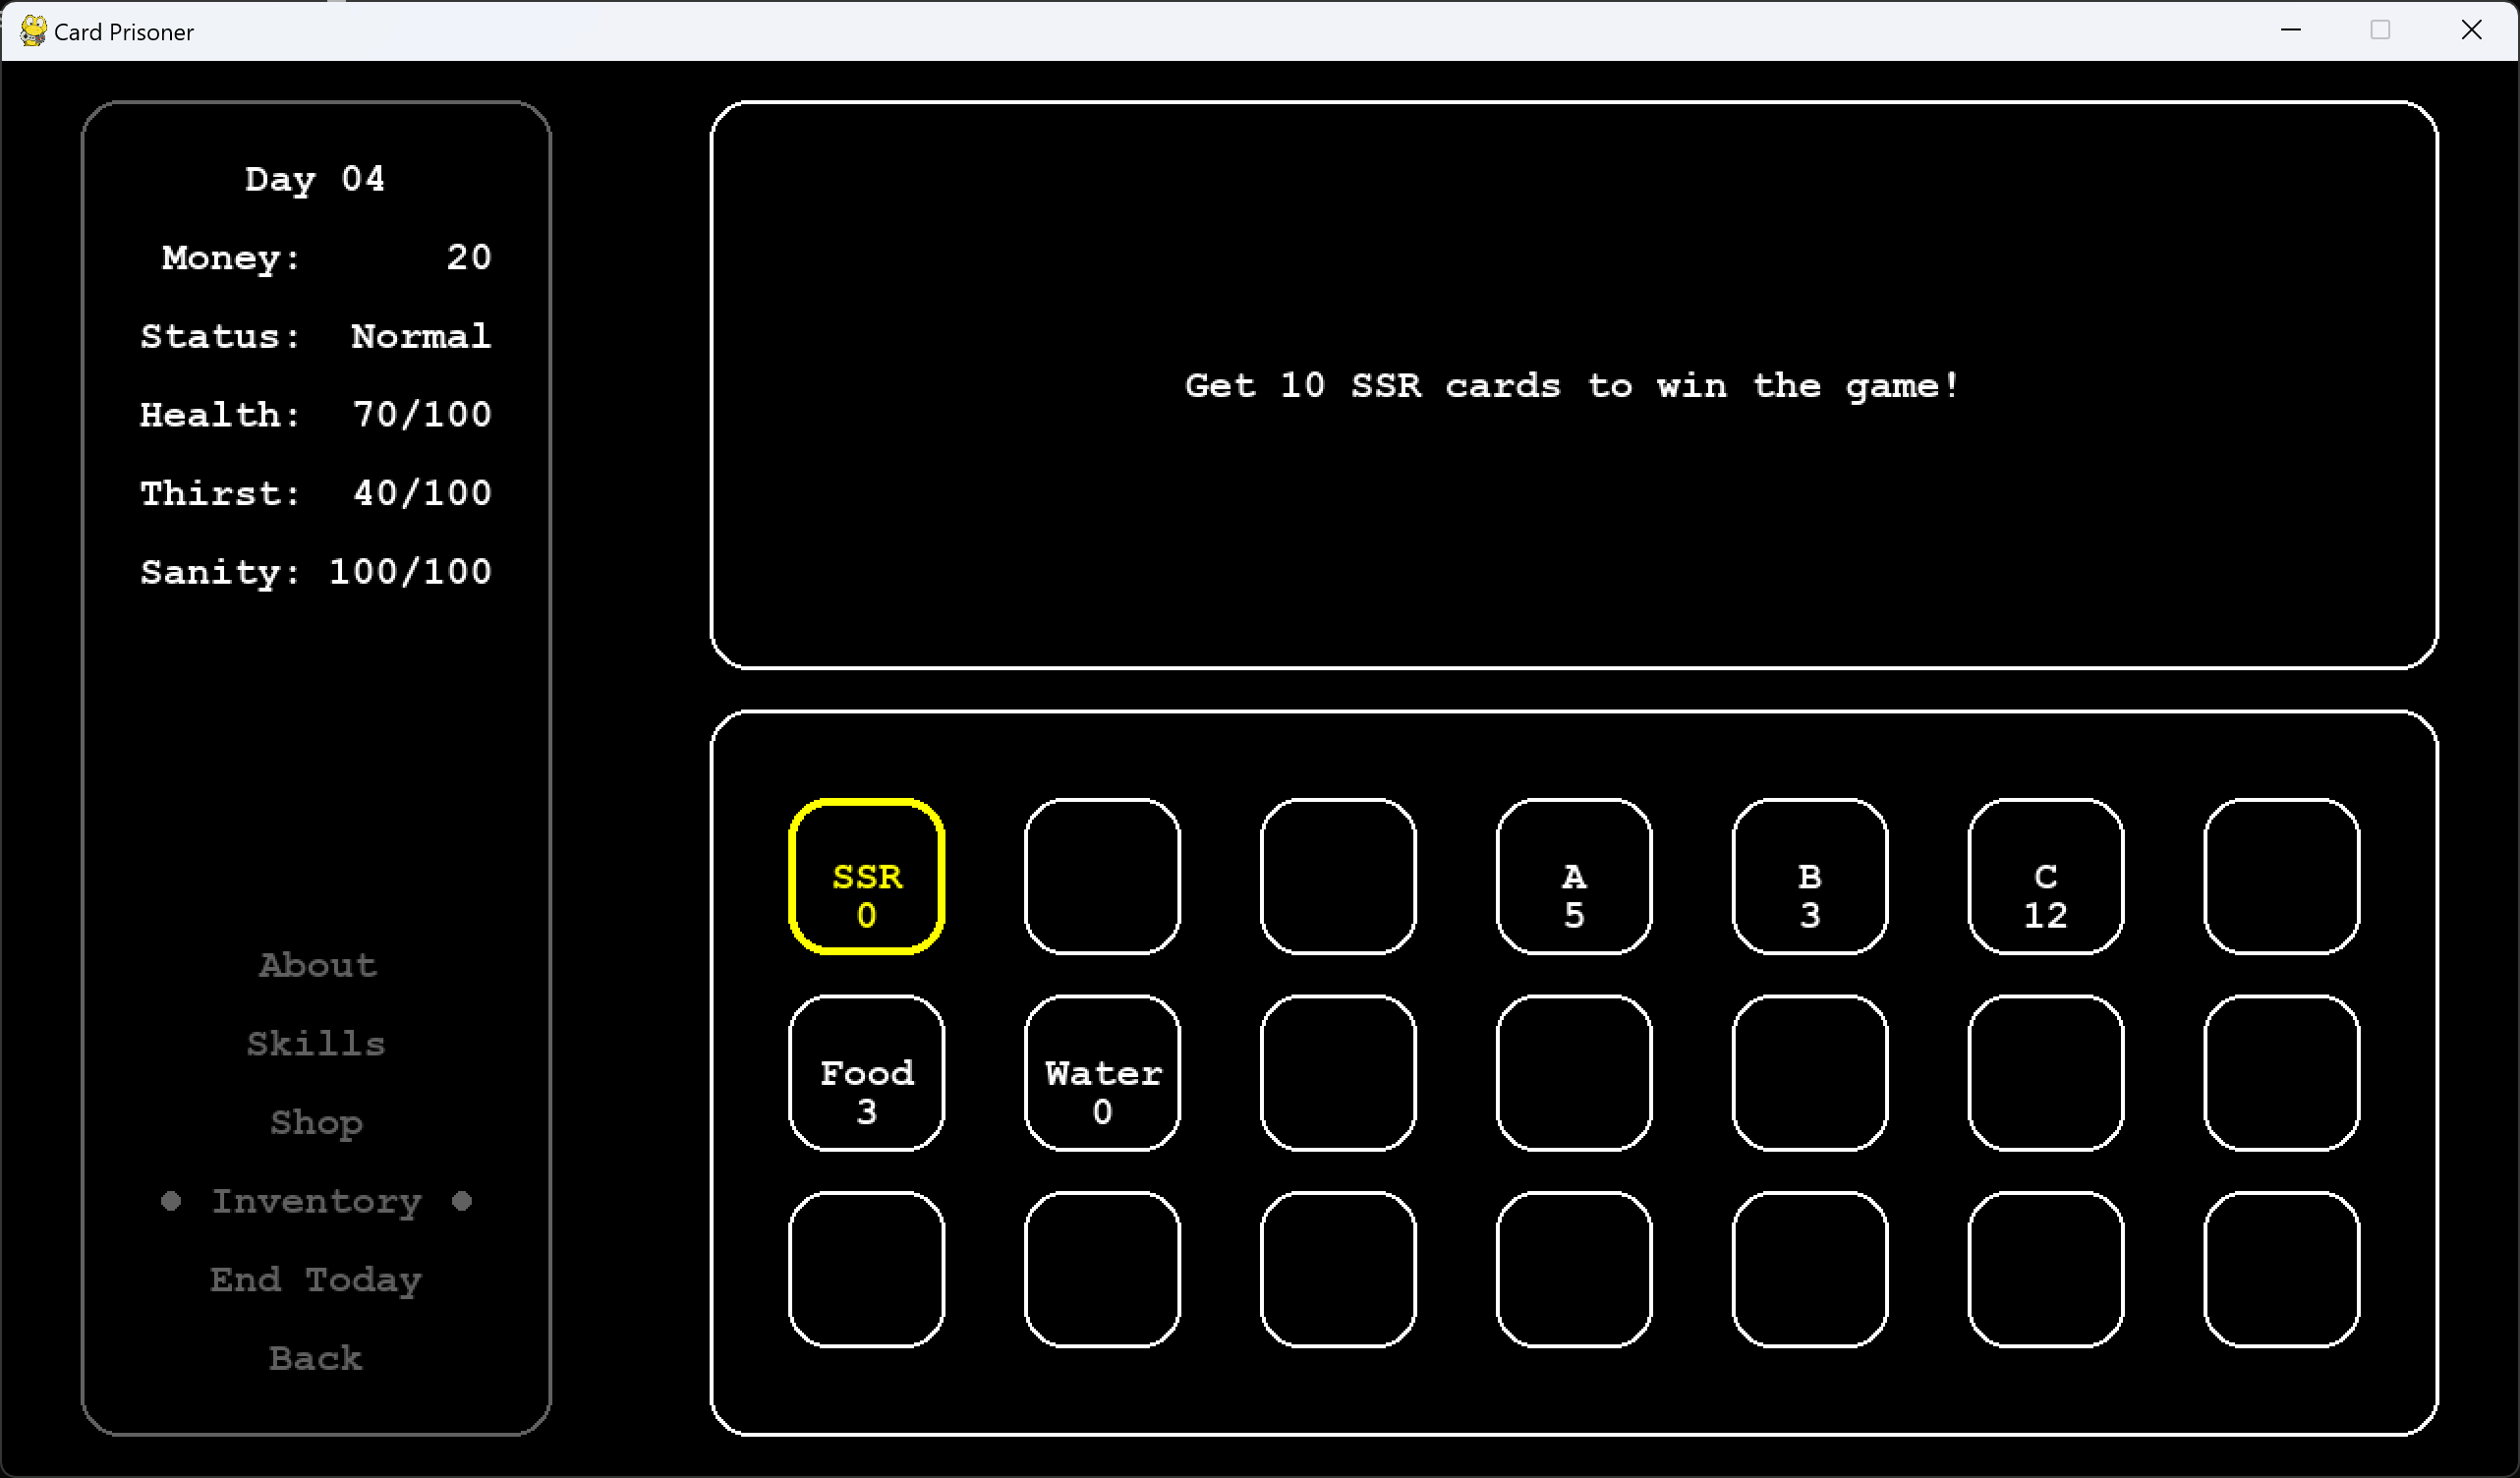 Card Prisoner
Day 04
Money: 20
Status: Normal
Health: 70/100
Thirst: 40/100
Sanity: 100/100
About
Skills
Shop
Inventory
End Today
Back
Get 10 SSR cards to win the game!
SSR
0
A
5
B
3
C
12
Food
3
Water
0